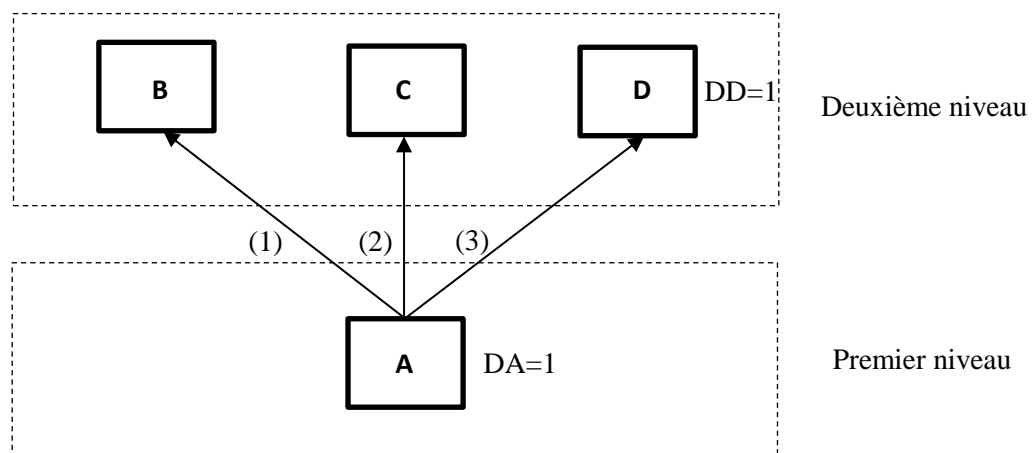 B C D DD=1
Deuxième niveau
(1) (2) (3)
A DA=1
Premier niveau